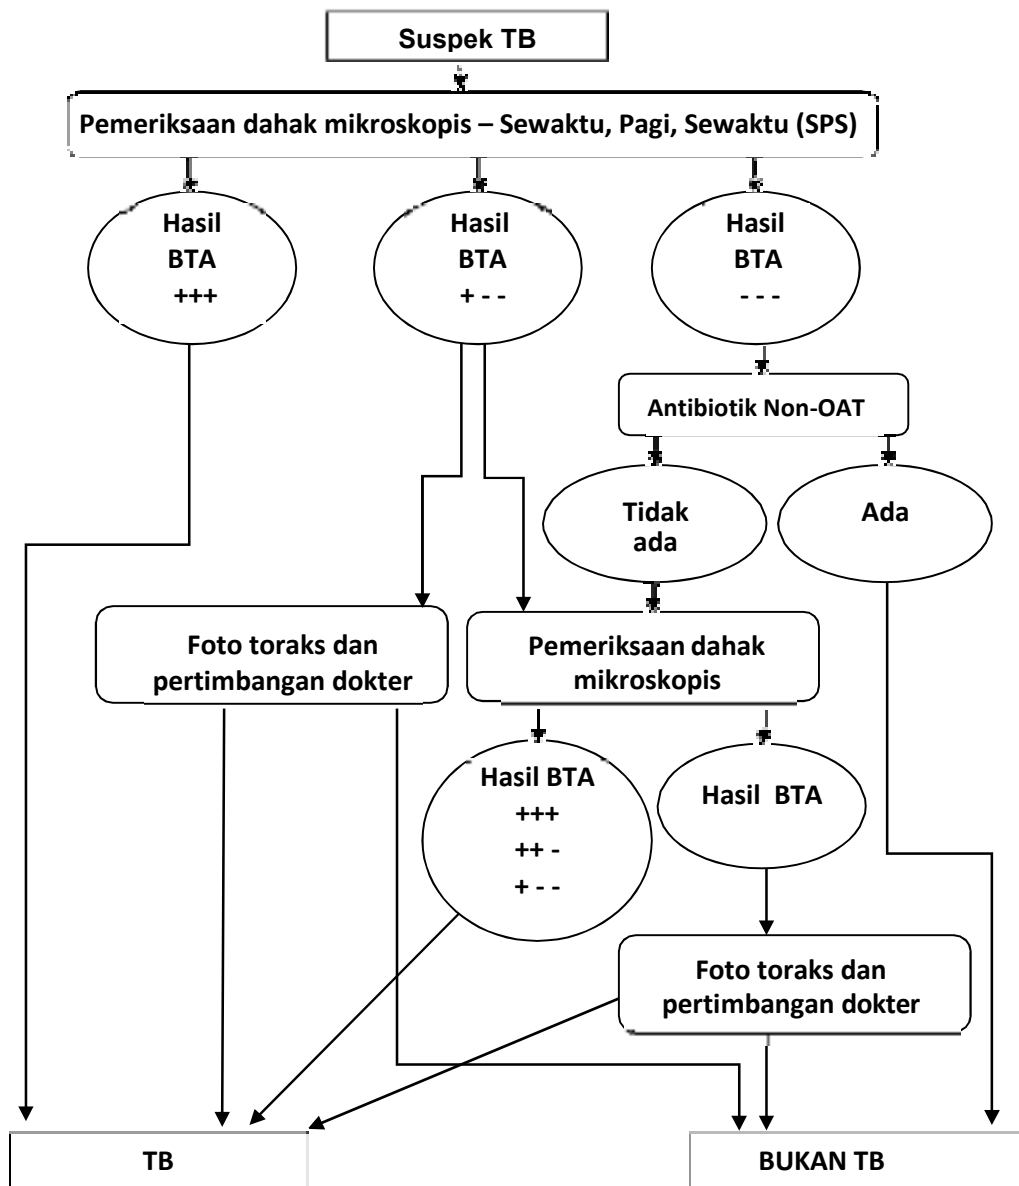 Suspek TB
Pemeriksaan dahak mikroskopis – Sewaktu, Pagi, Sewaktu (SPS)
Hasil
BTA
+++
Hasil
BTA
+ - -
Hasil
BTA
- - -
Antibiotik Non-OAT
Tidak
ada
Ada
Foto toraks dan
pertimbangan dokter
Pemeriksaan dahak
mikroskopis
Hasil BTA
+++
++ -
+ - -
Hasil BTA
Foto toraks dan
pertimbangan dokter
TB
BUKAN TB